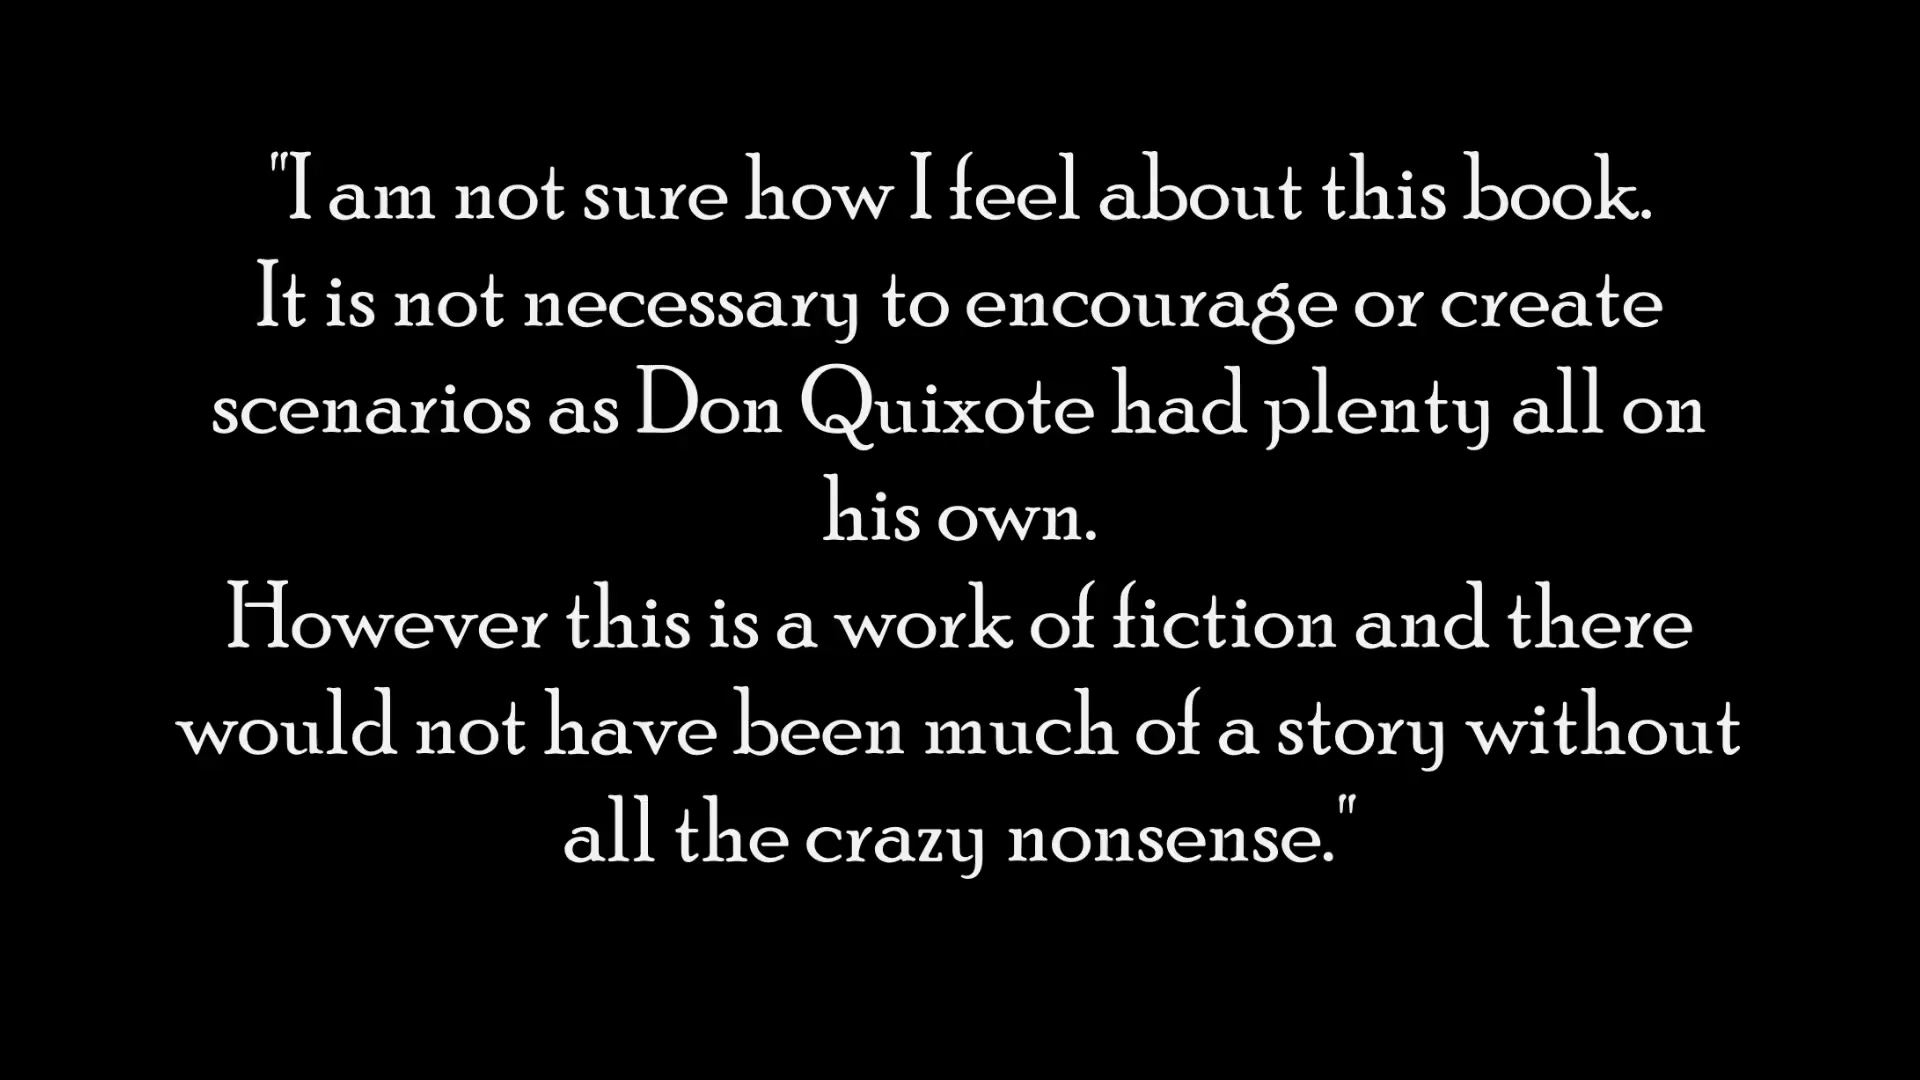 "I am not sure how I feel about this book.
It is not necessary to encourage or create
scenarios as Don Quixote had plenty all on
his own.
However this is a work of fiction and there
would not have been much of a story without
all the crazy nonsense."